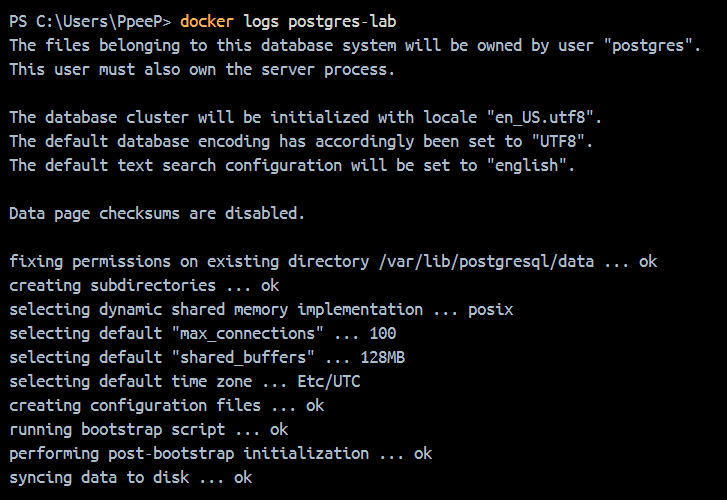 PS C:\Users\PpeeP> docker logs postgres-lab
The files belonging to this database system will be owned by user "postgres".
This user must also own the server process.

The database cluster will be initialized with locale "en_US.utf8".
The default database encoding has accordingly been set to "UTF8".
The default text search configuration will be set to "english".

Data page checksums are disabled.

fixing permissions on existing directory /var/lib/postgresql/data ... ok
creating subdirectories ... ok
selecting dynamic shared memory implementation ... posix
selecting default "max_connections" ... 100
selecting default "shared_buffers" ... 128MB
selecting default time zone ... Etc/UTC
creating configuration files ... ok
running bootstrap script ... ok
performing post-bootstrap initialization ... ok
syncing data to disk ... ok